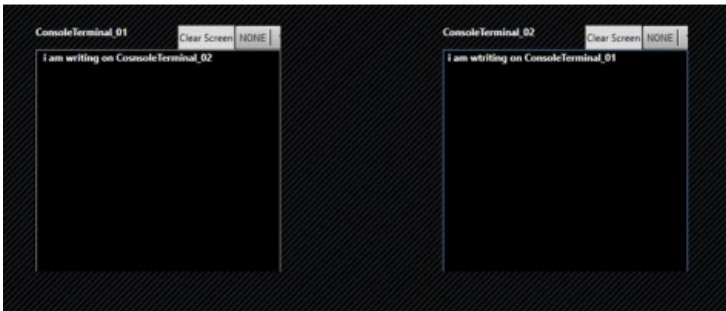 ConsoleTerminal_01
Clear Screen NONE
i am writing on CosnsoleTerminal_02
ConsoleTerminal_02
Clear Screen NONE
i am wtriting on ConsoleTerminal_01